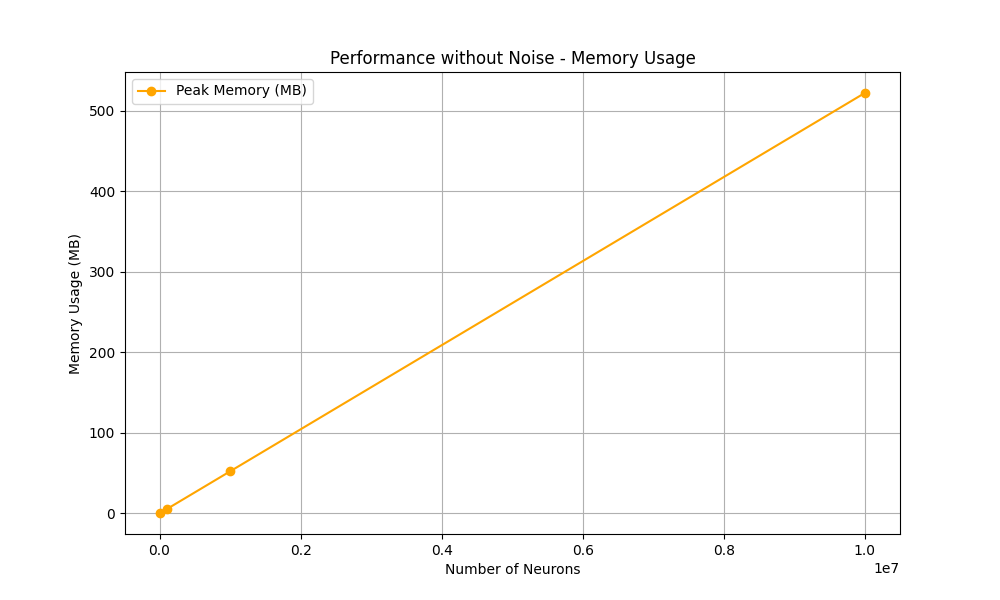 Performance without Noise - Memory Usage
Peak Memory (MB)
500
400
300
200
100
0
Memory Usage (MB)
0.0 0.2 0.4 0.6 0.8 1.0
1e7
Number of Neurons